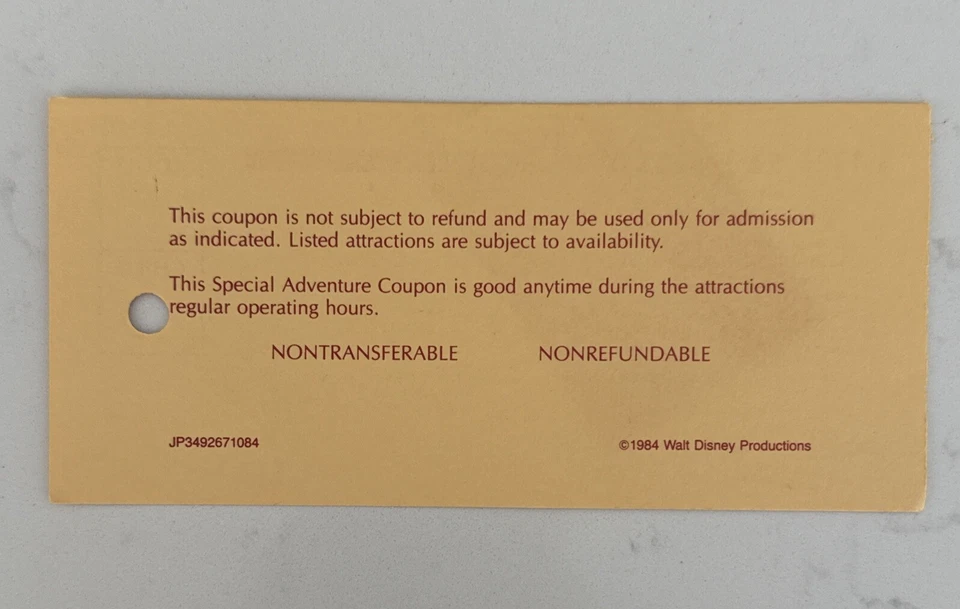 This coupon is not subject to refund and may be used only for admission
as indicated. Listed attractions are subject to availability.
This Special Adventure Coupon is good anytime during the attractions
regular operating hours.
NONTRANSFERABLE NONREFUNDABLE
JP3492671084 ©1984 Walt Disney Productions